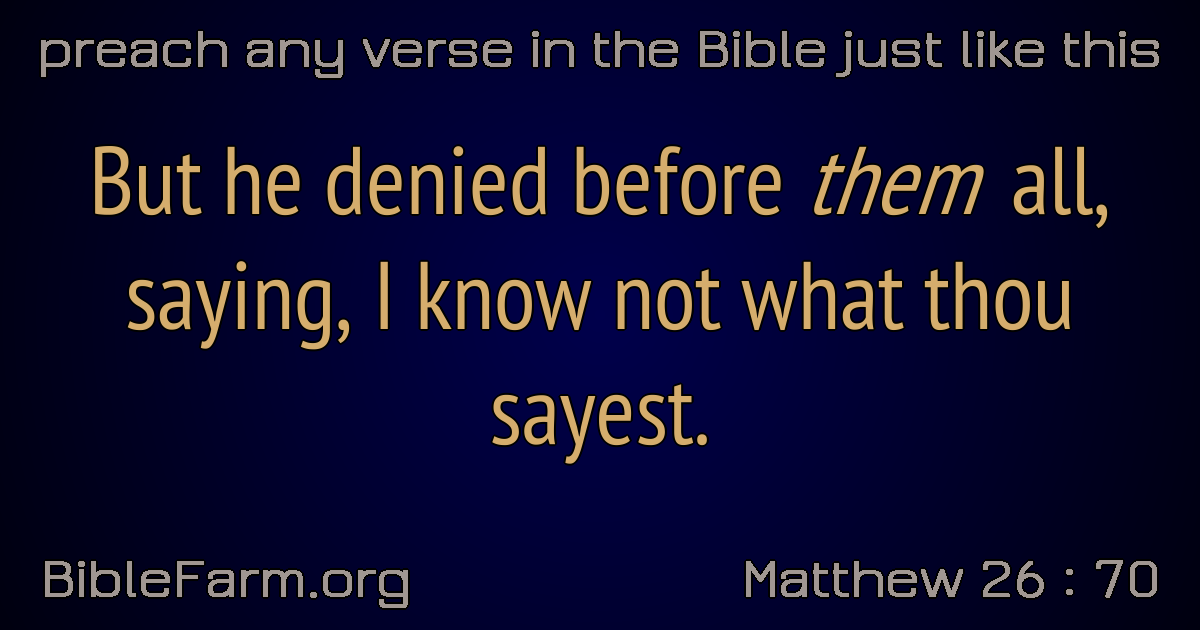 preach any verse in the Bible just like this
But he denied before them all,
saying, I know not what thou
sayest.
BibleFarm.org
Matthew 26 : 70